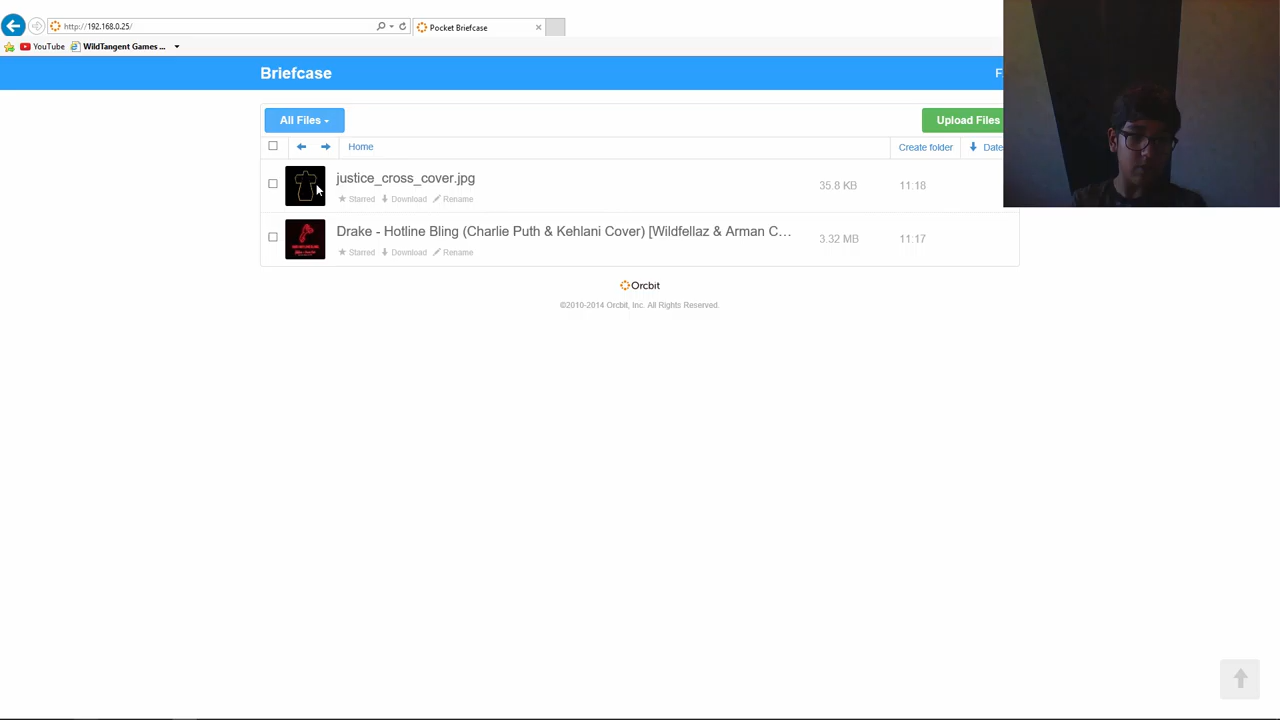 http://192.168.0.25/
Pocket Briefcase
YouTube
WildTangent Games ...
Briefcase
F
All Files
Upload Files
Home
Create folder
Date
justice_cross_cover.jpg
35.8 KB
11:18
Starred
Download
Rename
Drake - Hotline Bling (Charlie Puth & Kehlani Cover) [Wildfellaz & Arman C...
3.32 MB
11:17
Starred
Download
Rename
Orcbit
©2010-2014 Orcbit, Inc. All Rights Reserved.